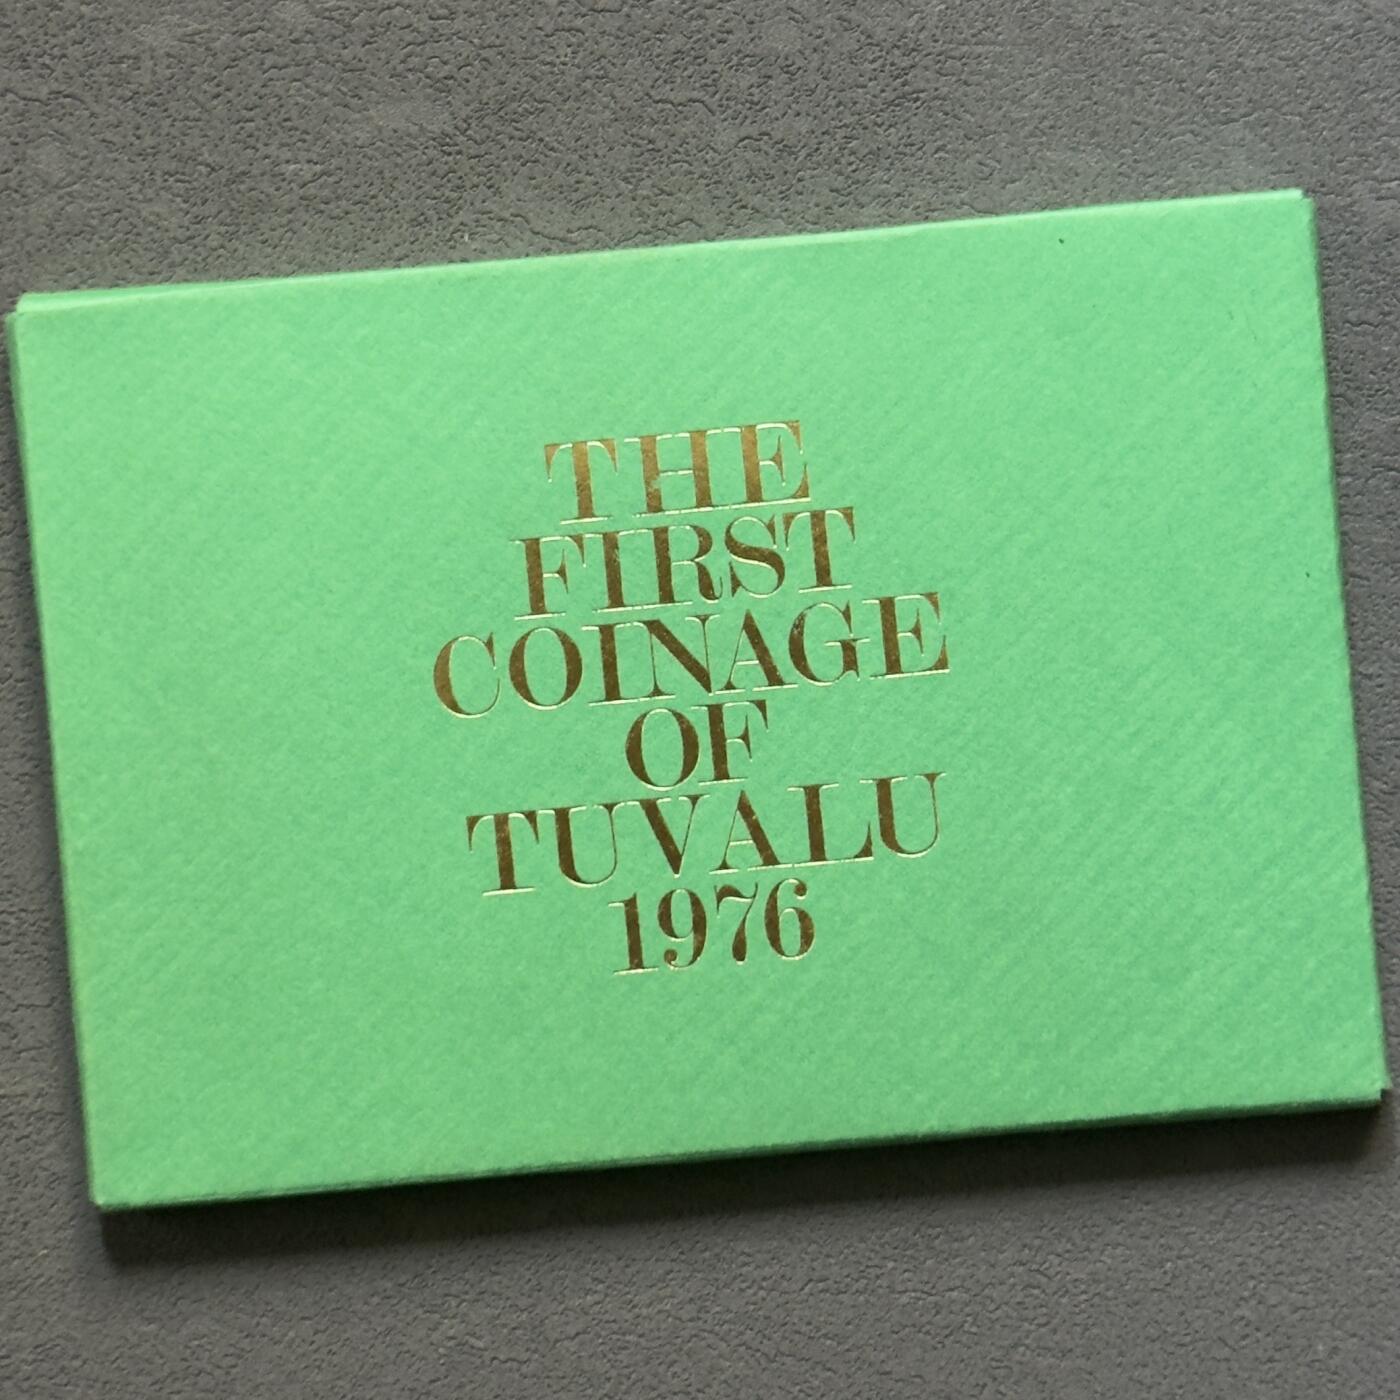 THE
FIRST
COINAGE
OF
TUVALU
1976